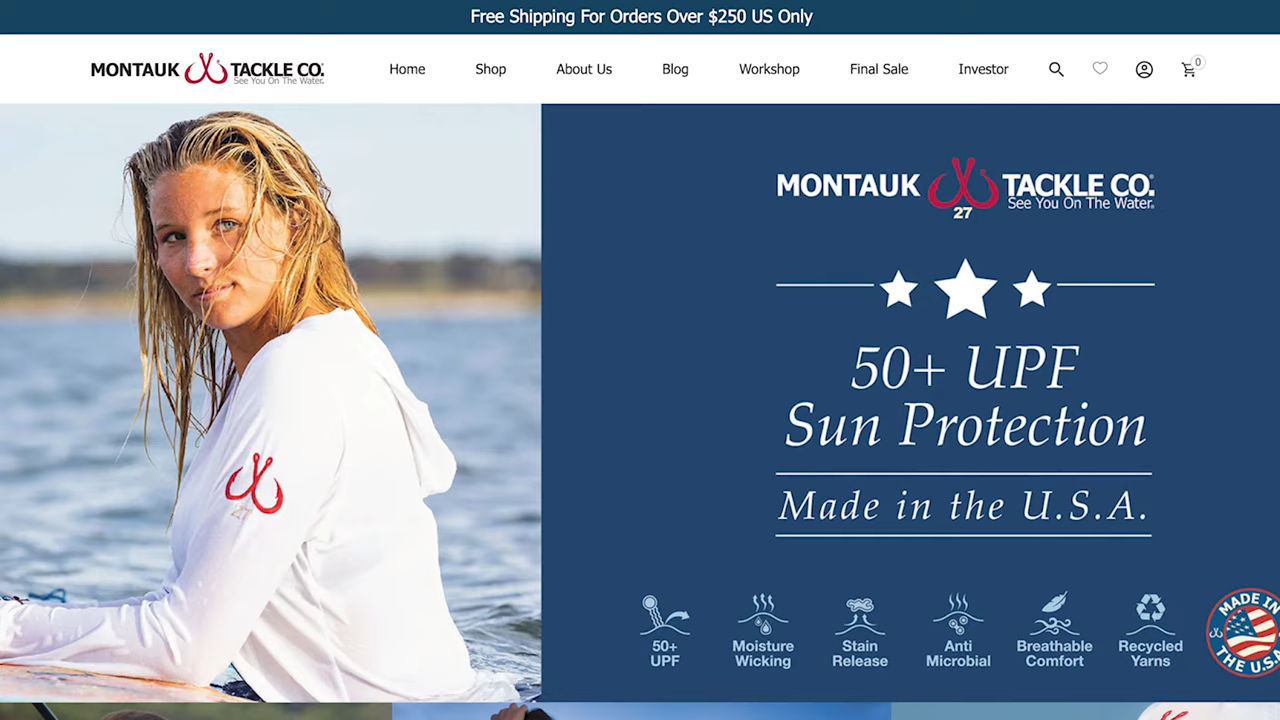 Free Shipping For Orders Over $250 US Only
MONTAUK TACKLE CO.
See You On The Water.
Home Shop About Us Blog Workshop Final Sale Investor 0
MONTAUK TACKLE CO.®
See You On The Water.®
27
50+ UPF
Sun Protection
Made in the U.S.A.
50+
UPF
Moisture
Wicking
Stain
Release
Anti
Microbial
Breathable
Comfort
Recycled
Yarns
MADE IN
THE U.S.A